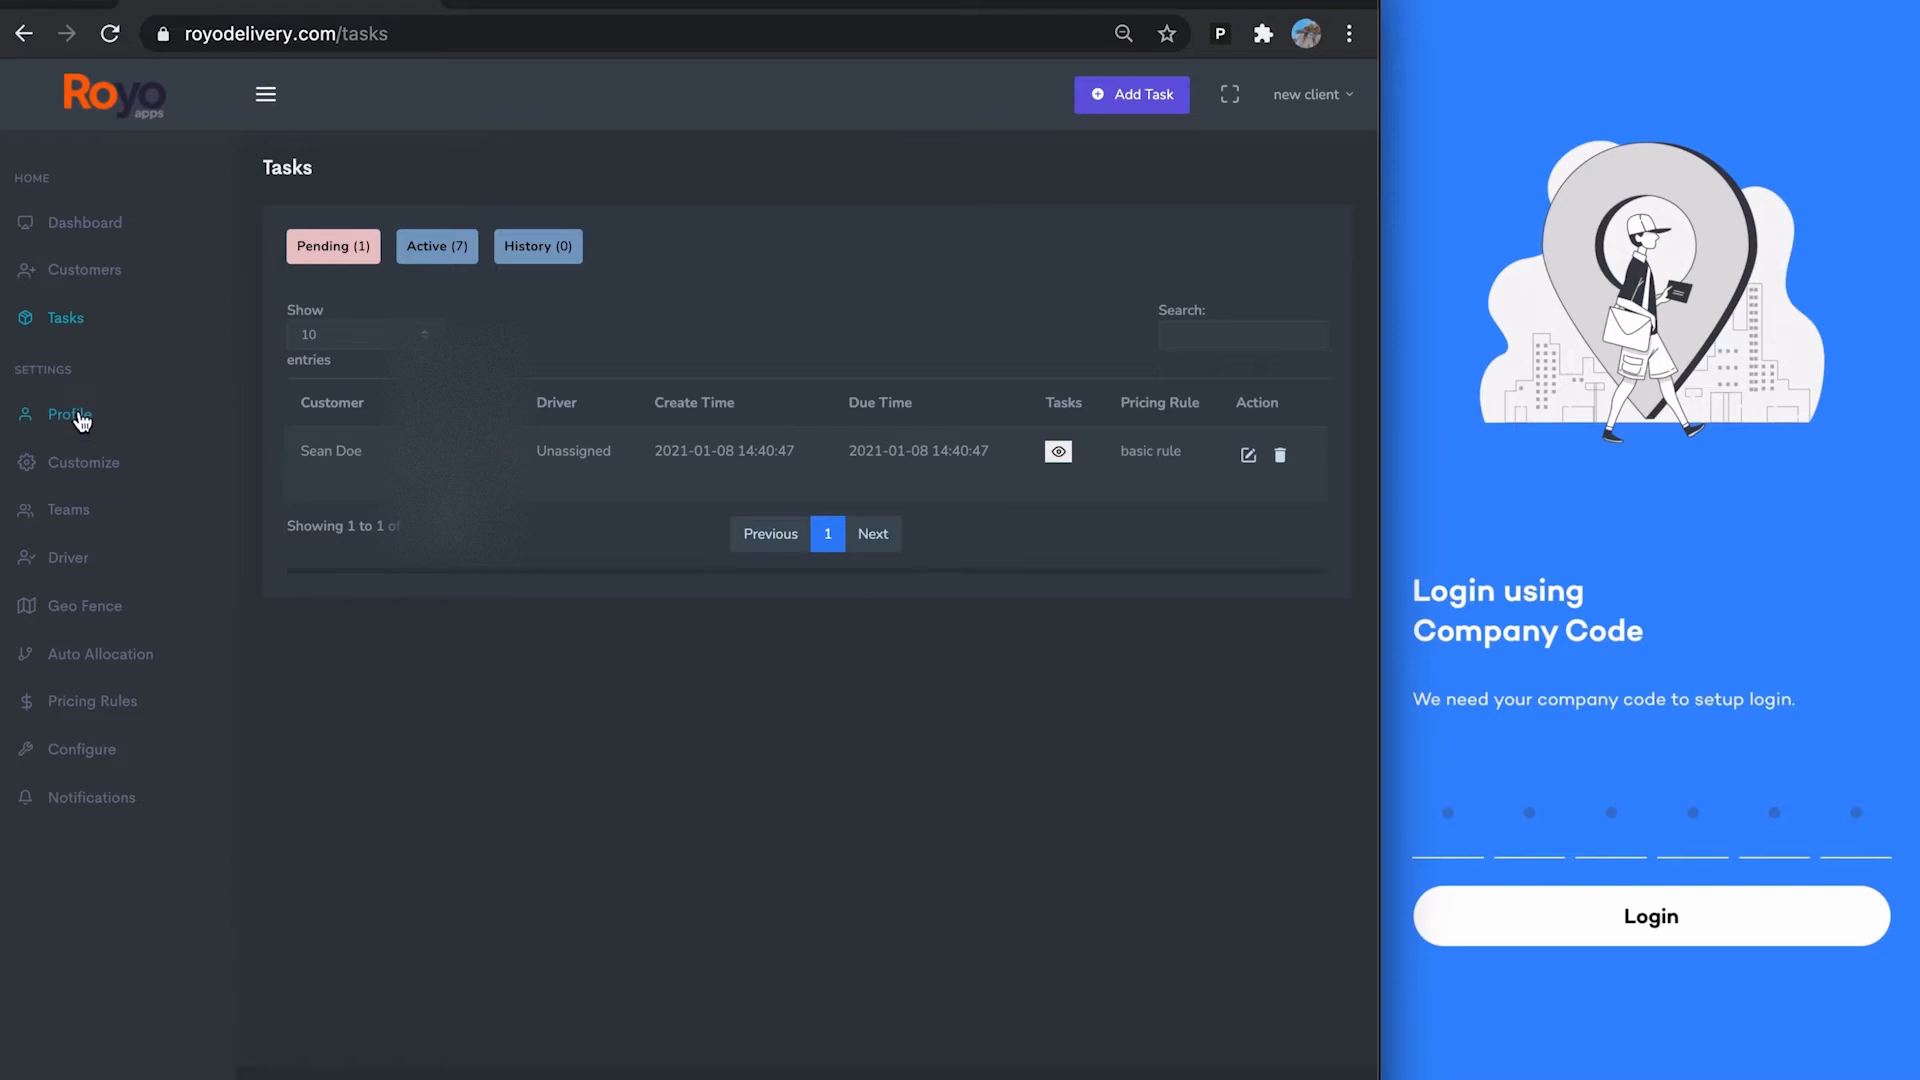 royodelivery.com/tasks
P
Royo
apps
Add Task
new client
HOME
Dashboard
Customers
Tasks
SETTINGS
Profile
Customize
Teams
Driver
Geo Fence
Auto Allocation
Pricing Rules
Configure
Notifications
Tasks
Pending (1)
Active (7)
History (0)
Show
10
entries
Search:
Customer
Driver
Create Time
Due Time
Tasks
Pricing Rule
Action
Sean Doe
Unassigned
2021-01-08 14:40:47
2021-01-08 14:40:47
basic rule
Showing 1 to 1 of
Previous
1
Next
Login using
Company Code
We need your company code to setup login.
Login